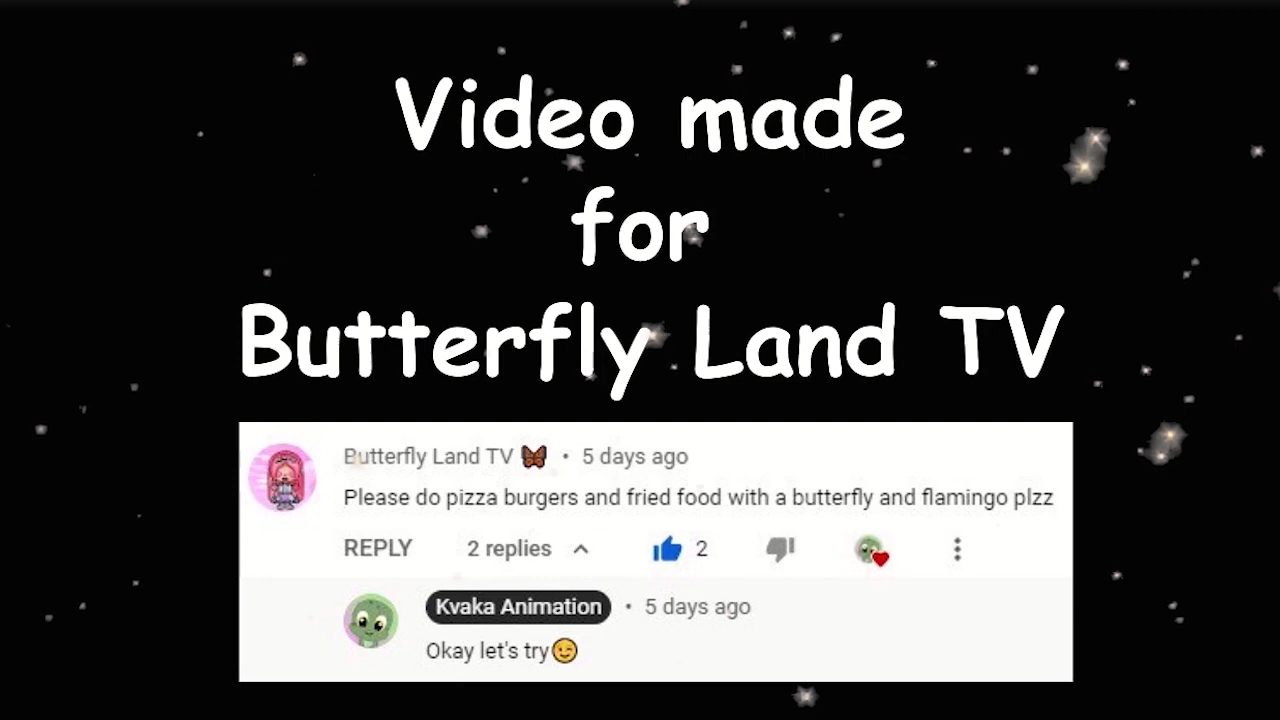 Video made
for
Butterfly Land TV
Butterfly Land TV 🦋 • 5 days ago
Please do pizza burgers and fried food with a butterfly and flamingo plzz
REPLY 2 replies 2
Kvaka Animation • 5 days ago
Okay let's try😉